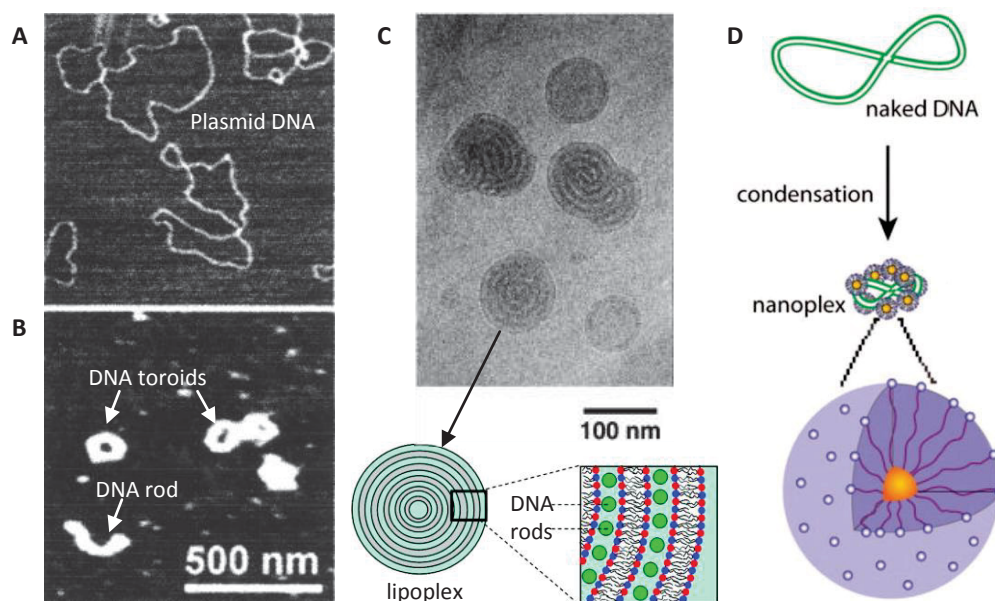 A
Plasmid DNA
B
DNA toroids
DNA rod
500 nm
C
100 nm
DNA
rods
lipoplex
D
naked DNA
condensation
nanoplex